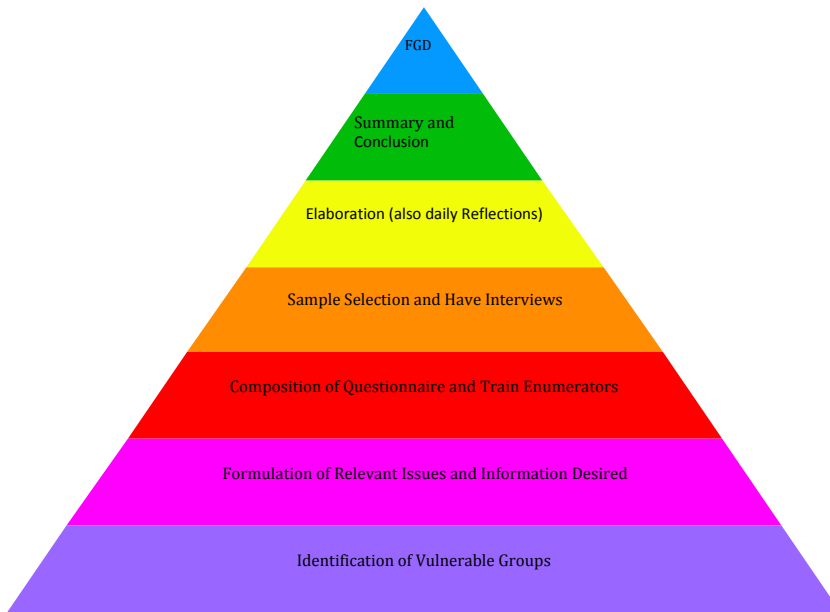 FGD
Summary and
Conclusion
Elaboration (also daily Reflections)
Sample Selection and Have Interviews
Composition of Questionnaire and Train Enumerators
Formulation of Relevant Issues and Information Desired
Identification of Vulnerable Groups